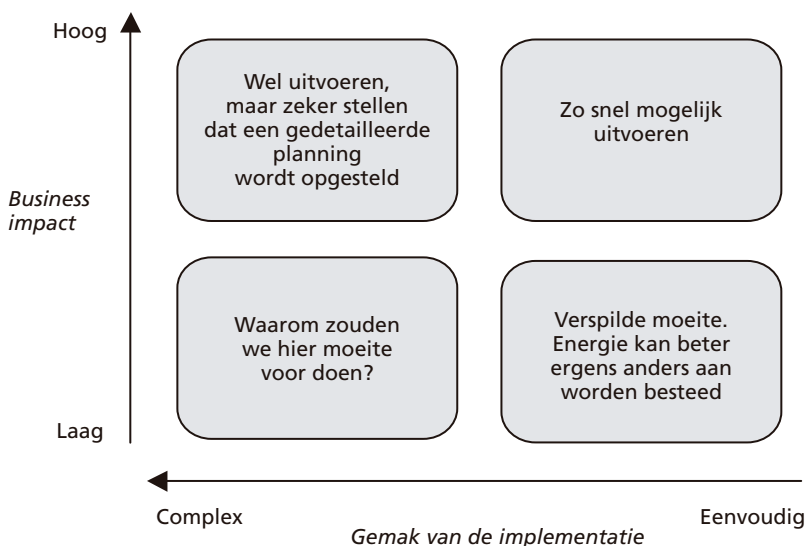 Hoog
Wel uitvoeren,
maar zeker stellen
dat een gedetailleerde
planning
wordt opgesteld
Zo snel mogelijk
uitvoeren
Business
impact
Waarom zouden
we hier moeite
voor doen?
Verspilde moeite.
Energie kan beter
ergens anders aan
worden besteed
Laag
Complex
Eenvoudig
Gemak van de implementatie